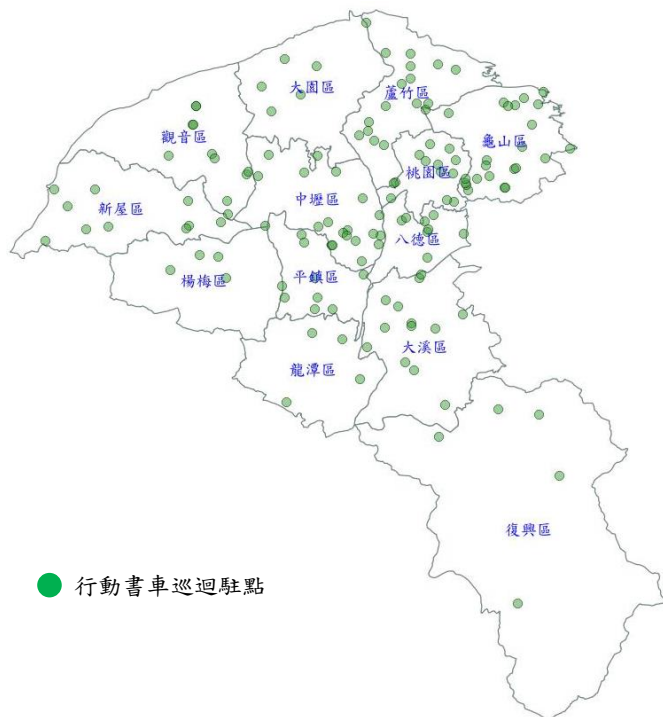 大園區
蘆竹區
觀音區
龜山區
桃園區
中壢區
新屋區
八德區
楊梅區
平鎮區
大溪區
龍潭區
復興區
行動書車巡迴駐點